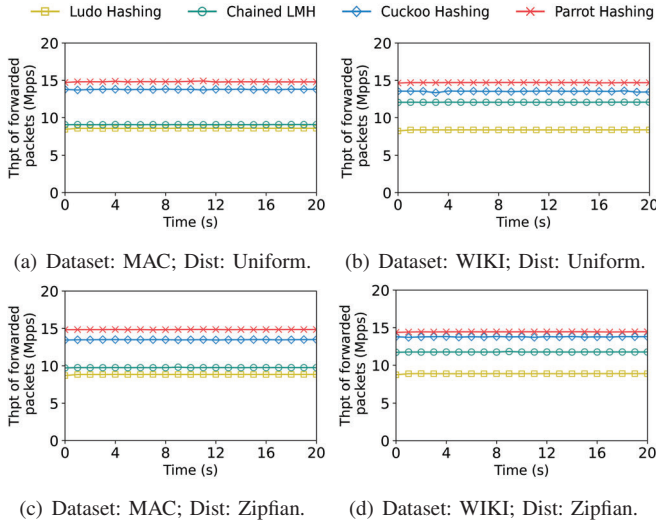 Ludo Hashing Chained LMH Cuckoo Hashing Parrot Hashing
20
15
10
5
0
Thpt of forwarded
packets (Mpps)
0 4 8 12 16 20
Time (s)
(a) Dataset: MAC; Dist: Uniform.
20
15
10
5
0
Thpt of forwarded
packets (Mpps)
0 4 8 12 16 20
Time (s)
(b) Dataset: WIKI; Dist: Uniform.
20
15
10
5
0
Thpt of forwarded
packets (Mpps)
0 4 8 12 16 20
Time (s)
(c) Dataset: MAC; Dist: Zipfian.
20
15
10
5
0
Thpt of forwarded
packets (Mpps)
0 4 8 12 16 20
Time (s)
(d) Dataset: WIKI; Dist: Zipfian.